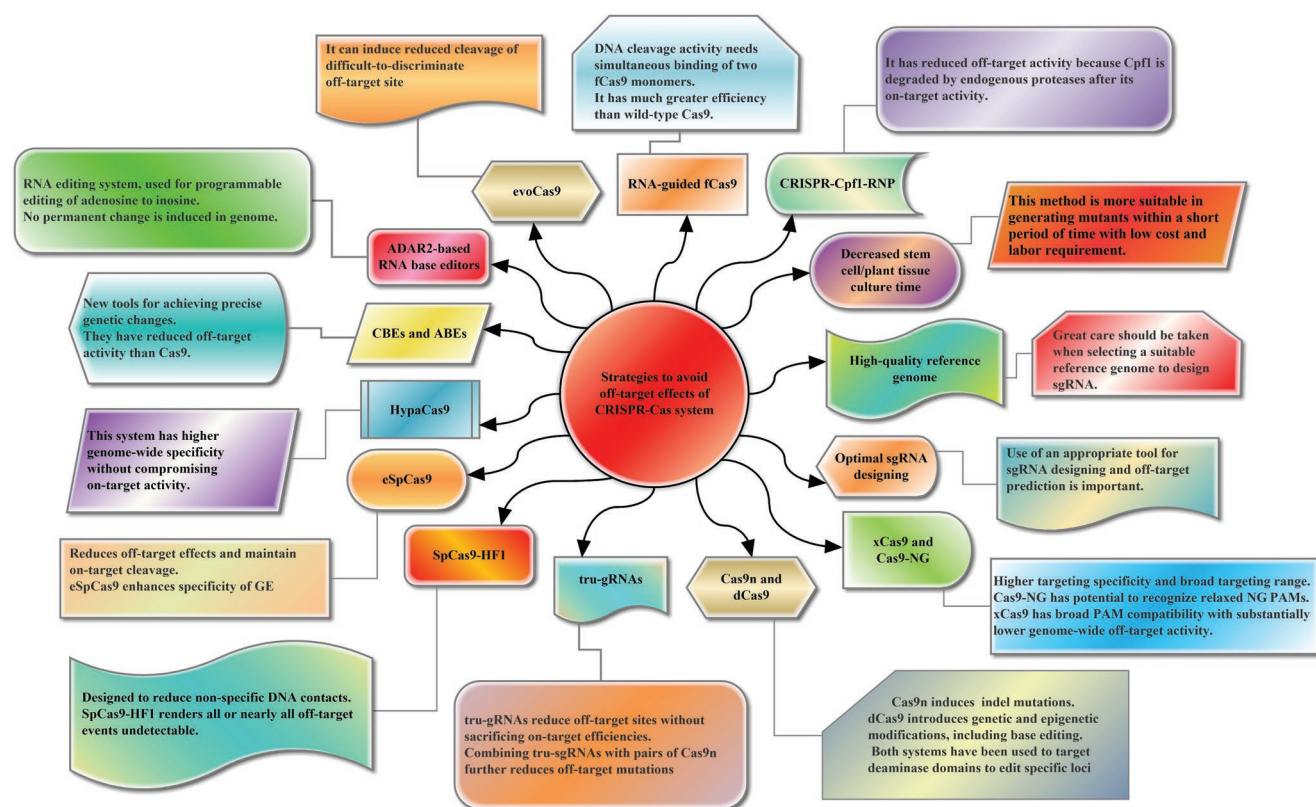 It can induce reduced cleavage of
difficult-to-discriminate
off-target site
DNA cleavage activity needs
simultaneous binding of two
fCas9 monomers.
It has much greater efficiency
than wild-type Cas9.
It has reduced off-target activity because Cpf1 is
degraded by endogenous proteases after its
on-target activity.
evoCas9
RNA-guided fCas9
CRISPR-Cpf1-RNP
RNA editing system, used for programmable
editing of adenosine to inosine.
No permanent change is induced in genome.
ADAR2-based
RNA base editors
Decreased stem
cell/plant tissue
culture time
This method is more suitable in
generating mutants within a short
period of time with low cost and
labor requirement.
New tools for achieving precise
genetic changes.
They have reduced off-target
activity than Cas9.
CBEs and ABEs
High-quality reference
genome
Great care should be taken
when selecting a suitable
reference genome to design
sgRNA.
Strategies to avoid
off-target effects of
CRISPR-Cas system
HypaCas9
This system has higher
genome-wide specificity
without compromising
on-target activity.
Optimal sgRNA
designing
Use of an appropriate tool for
sgRNA designing and off-target
prediction is important.
eSpCas9
Reduces off-target effects and maintain
on-target cleavage.
eSpCas9 enhances specificity of GE
SpCas9-HF1
tru-gRNAs
Cas9n and
dCas9
xCas9 and
Cas9-NG
Higher targeting specificity and broad targeting range.
Cas9-NG has potential to recognize relaxed NG PAMs.
xCas9 has broad PAM compatibility with substantially
lower genome-wide off-target activity.
Designed to reduce non-specific DNA contacts.
SpCas9-HF1 renders all or nearly all off-target
events undetectable.
tru-gRNAs reduce off-target sites without
sacrificing on-target efficiencies.
Combining tru-sgRNAs with pairs of Cas9n
further reduces off-target mutations
Cas9n induces indel mutations.
dCas9 introduces genetic and epigenetic
modifications, including base editing.
Both systems have been used to target
deaminase domains to edit specific loci